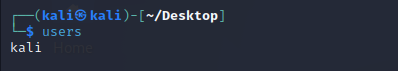 ┌──(kali㉿kali)-[~/Desktop]
└─$ users
kali